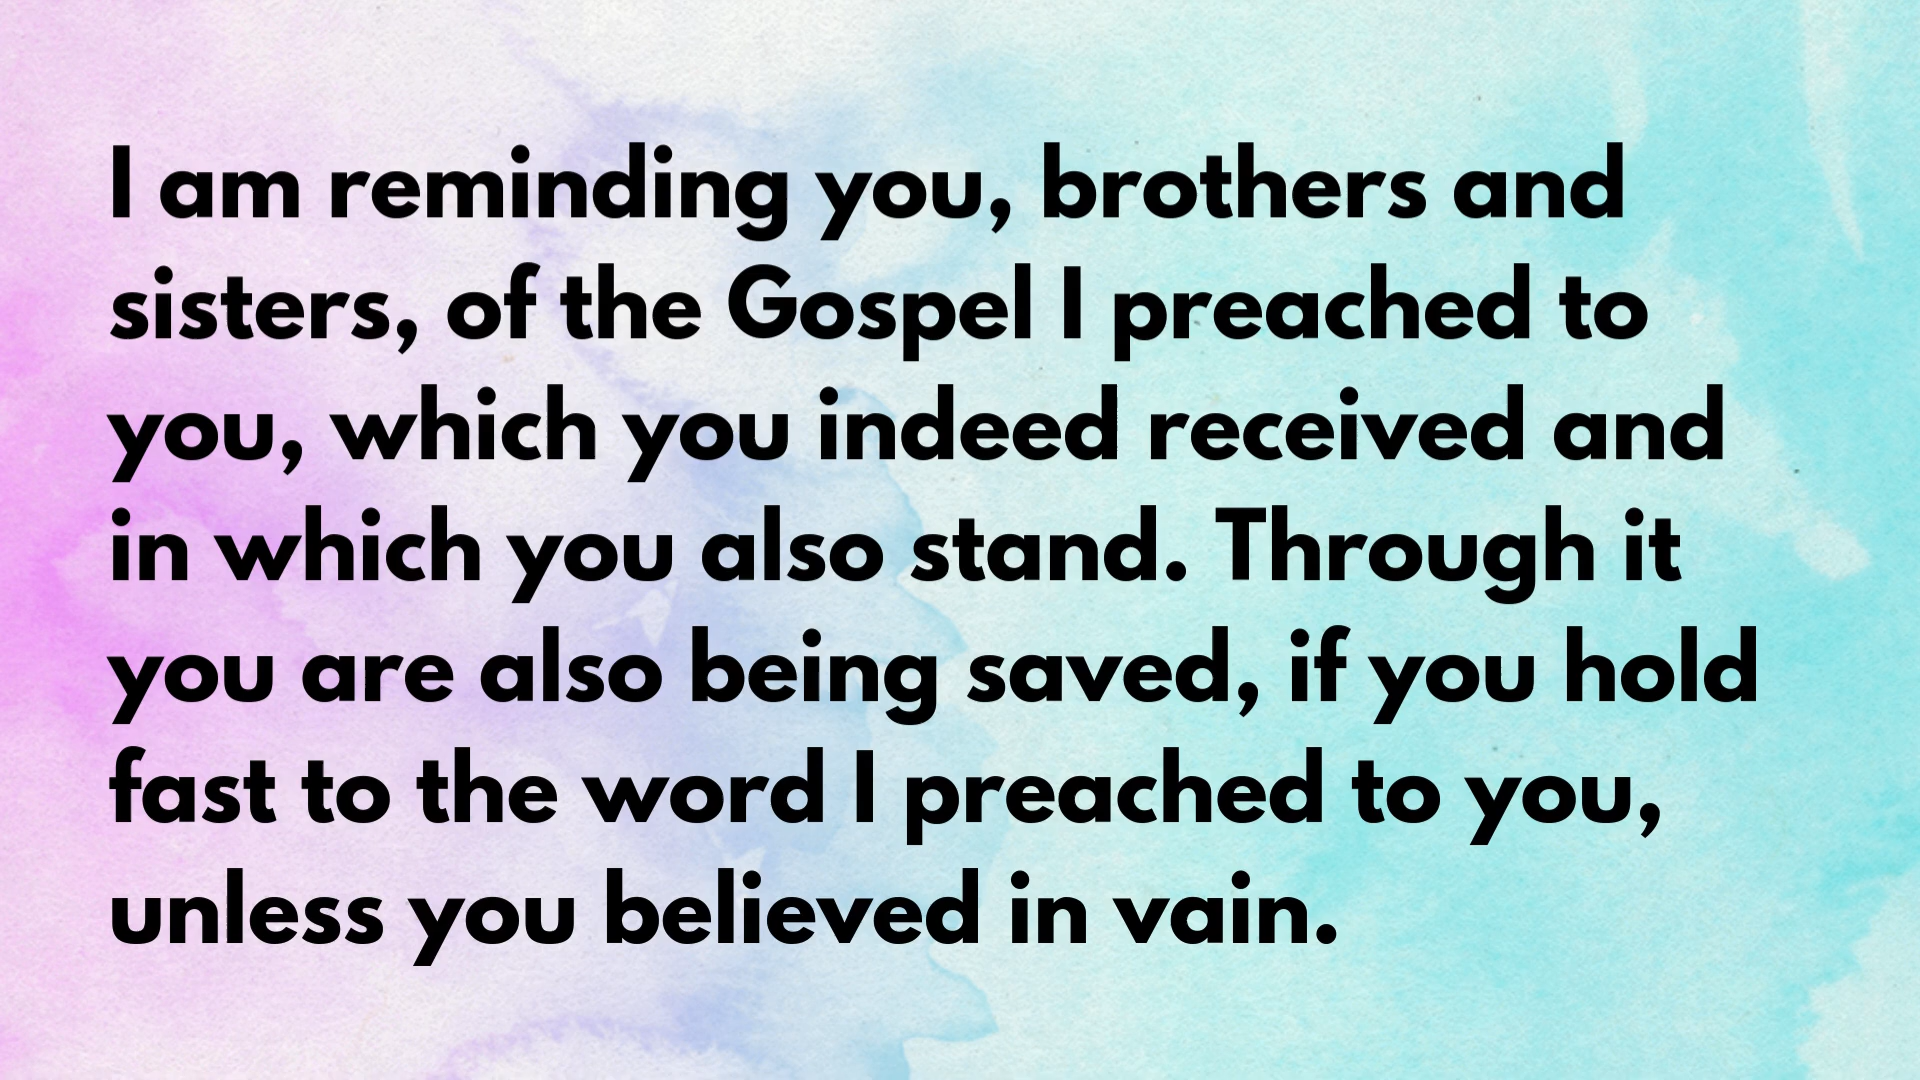 I am reminding you, brothers and
sisters, of the Gospel I preached to
you, which you indeed received and
in which you also stand. Through it
you are also being saved, if you hold
fast to the word I preached to you,
unless you believed in vain.